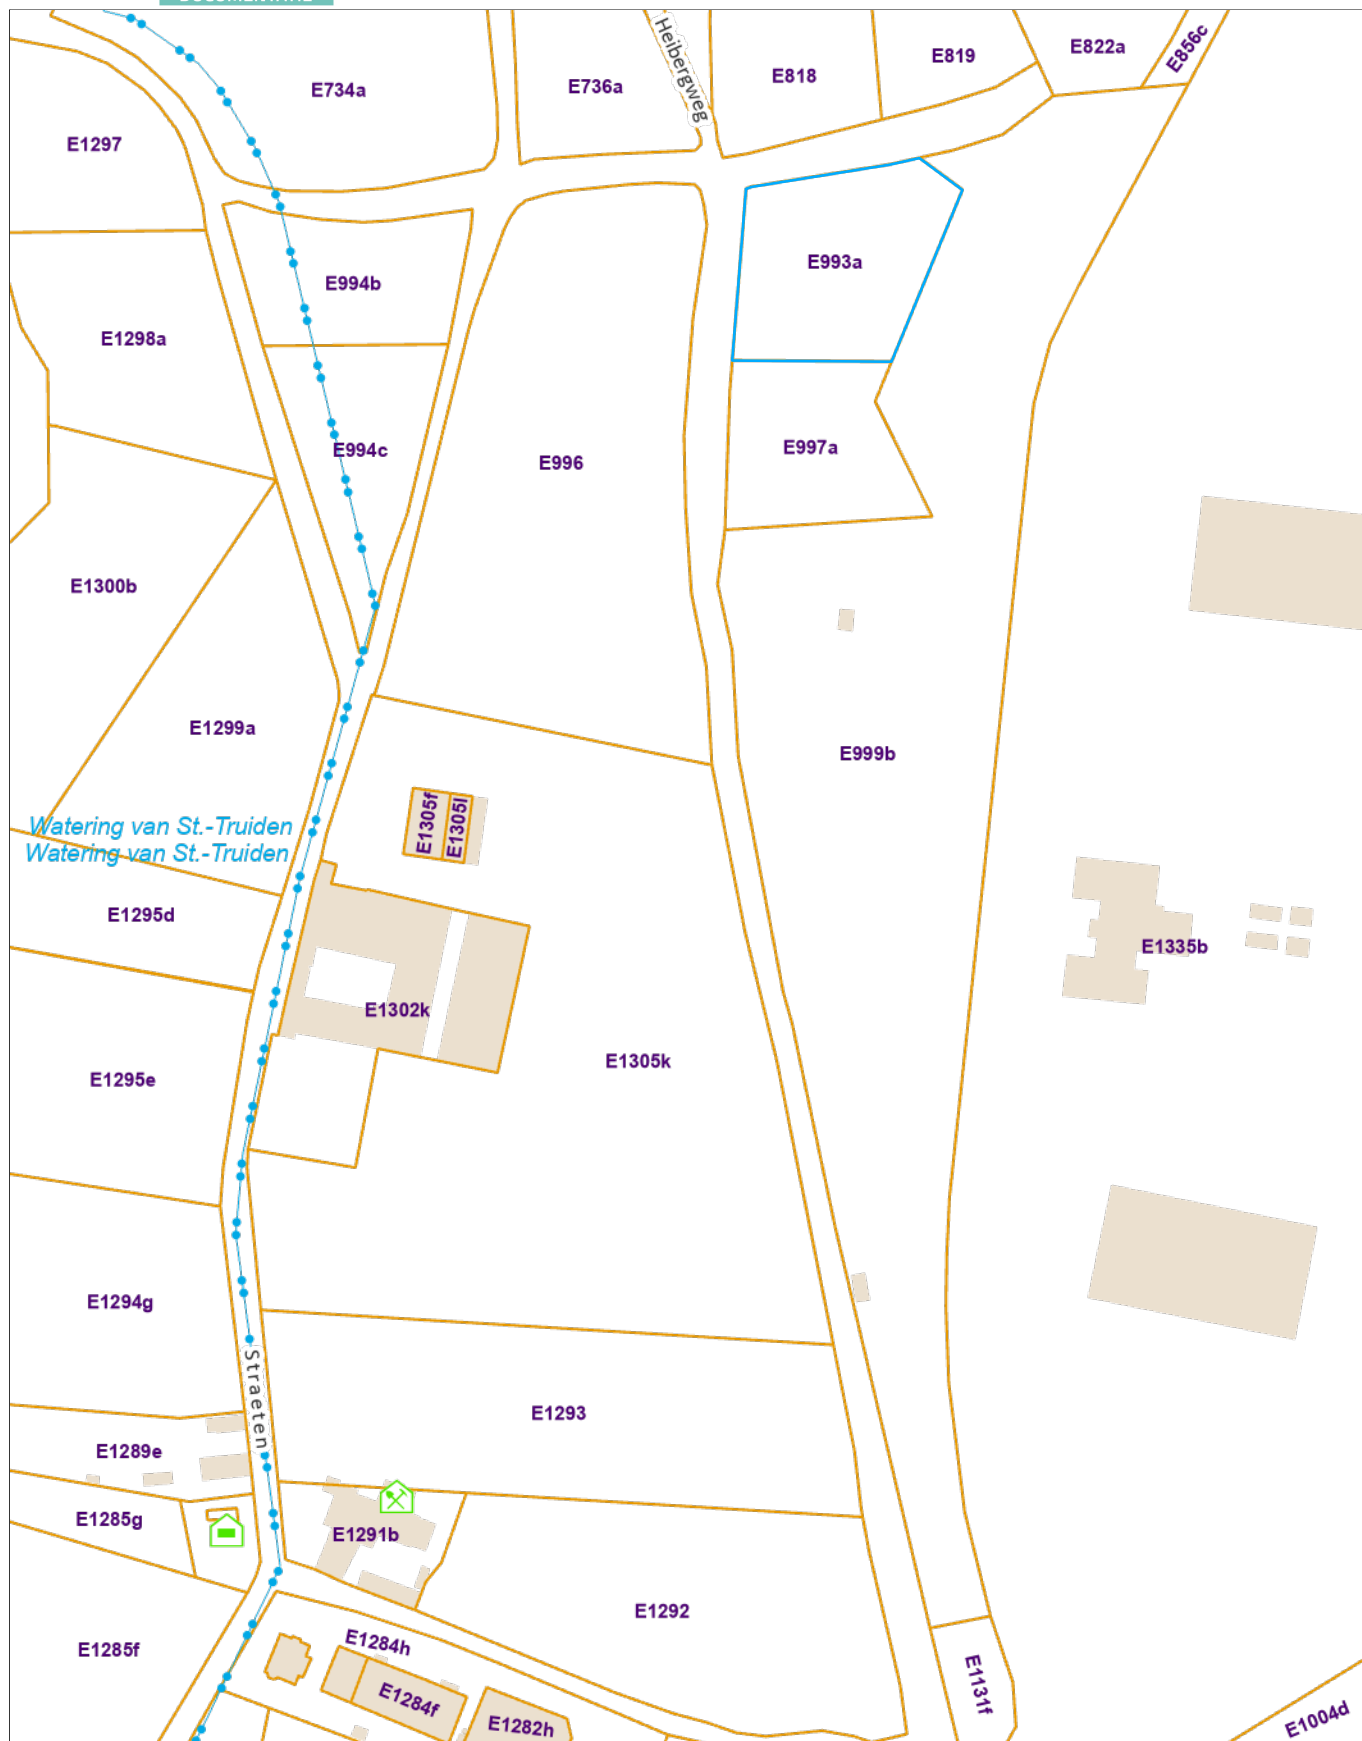 Heibergweg
E822a
E856c
E819
E818
E734a
E736a
E1297
E993a
E994b
E1298a
E994c
E997a
E996
E1300b
E1299a
E999b
E1305f
E1305l
Watering van St.-Truiden
Watering van St.-Truiden
E1295d
E1335b
E1302k
E1305k
E1295e
E1294g
Straeten
E1293
E1289e
E1285g
E1291b
E1292
E1285f
E1284h
E1131f
E1284f
E1282h
E1004d